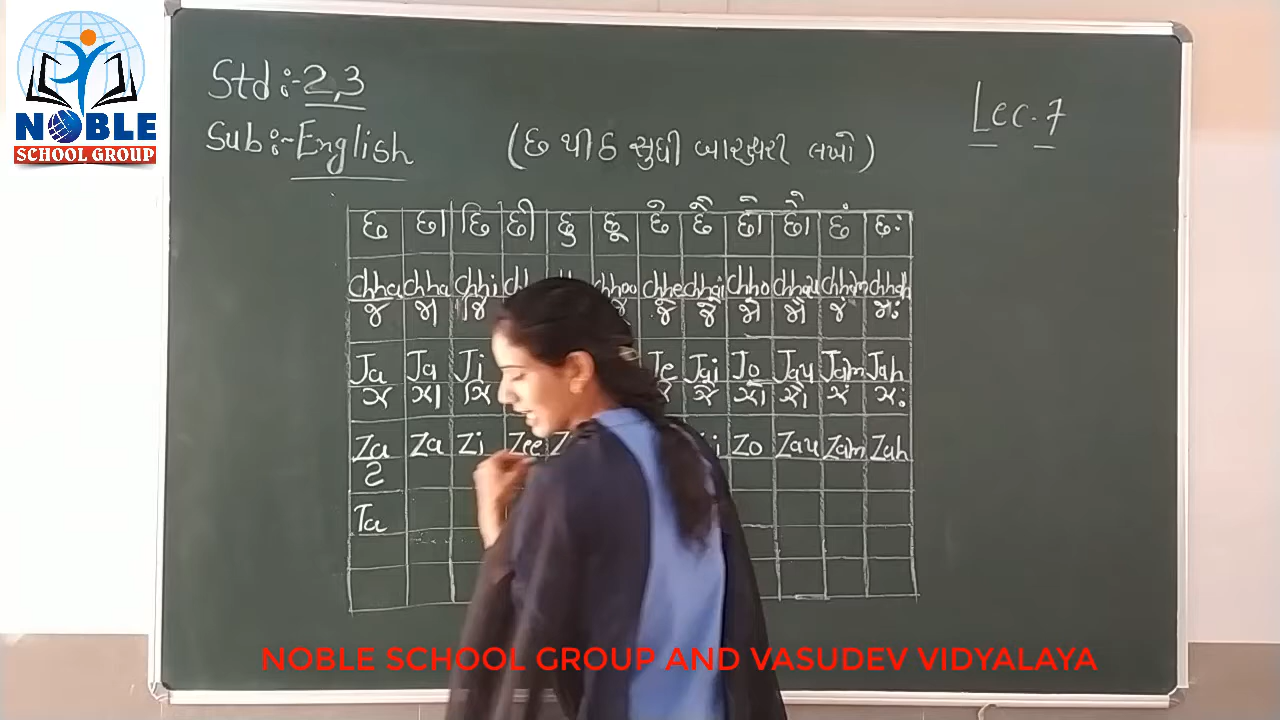 NOBLE
SCHOOL GROUP
Std:-2,3
Sub:-English
Lec.7
(છ થી ઠ સુધી બારક્ષરી લખો)
છ છા છિ છી છુ છૂ છે છૈ છો છૌ છં છઃ
chha chha chhi chhoo chhe chhai chho chhau chham chhah
જ જા જિ જે જૈ જો જૌ જં જઃ
Ja Ja Ji Je Jai Jo Jau Jam Jah
ઝ ઝા ઝિ ઝૈ ઝો ઝૌ ઝં ઝઃ
Za Za Zi Zee Zo Zau Zam Zah
ટ
Ta
NOBLE SCHOOL GROUP AND VASUDEV VIDYALAYA